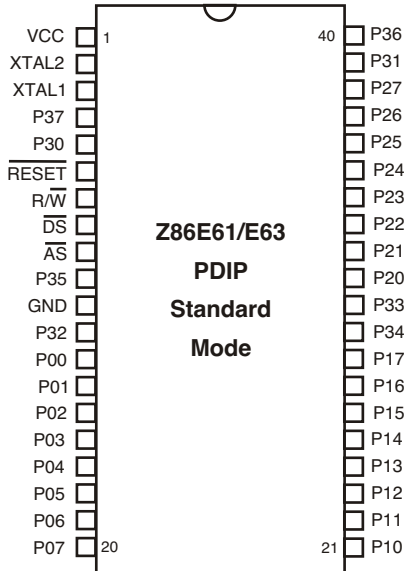 VCC 1 40 P36
XTAL2 P31
XTAL1 P27
P37 P26
P30 P25
RESET P24
R/W P23
DS P22
AS P21
P35 P20
GND P33
P32 P34
P00 P17
P01 P16
P02 P15
P03 P14
P04 P13
P05 P12
P06 P11
P07 20 21 P10
Z86E61/E63
PDIP
Standard
Mode